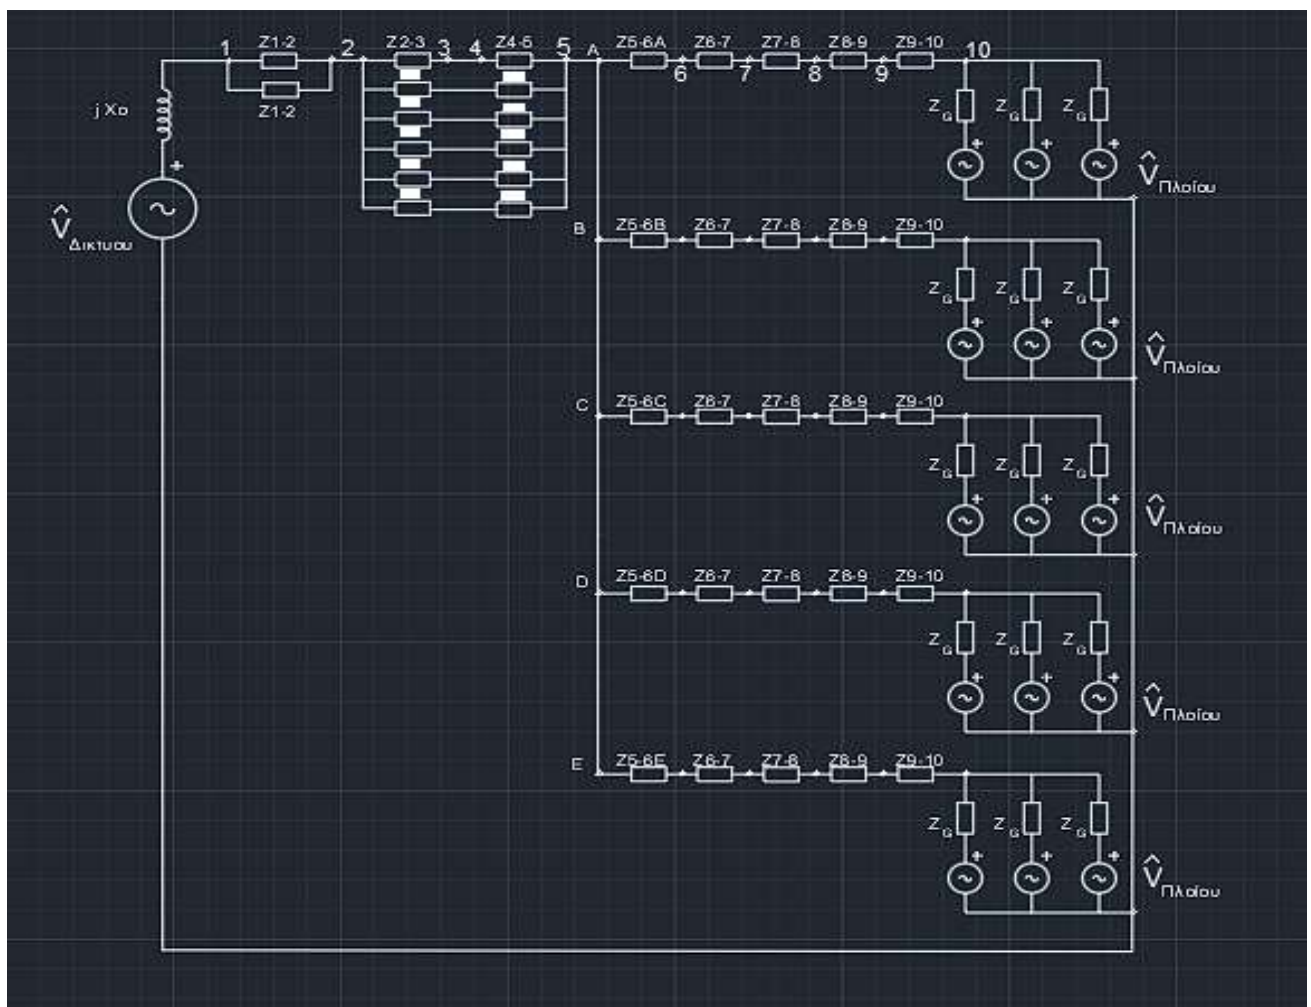 1 Z1-2 2 Z2-3 3 4 Z4-5 5 A Z5-6A 6 Z6-7 7 Z7-8 8 Z8-9 9 Z9-10 10
jXo
Z1-2
Z G Z G Z G
+ + + +
V̂Πλοίου
V̂Δικτυου
B Z5-6B Z6-7 Z7-8 Z8-9 Z9-10
Z G Z G Z G
+ + +
V̂Πλοίου
C Z5-6C Z6-7 Z7-8 Z8-9 Z9-10
Z G Z G Z G
+ + +
V̂Πλοίου
D Z5-6D Z6-7 Z7-8 Z8-9 Z9-10
Z G Z G Z G
+ + +
V̂Πλοίου
E Z5-6E Z6-7 Z7-8 Z8-9 Z9-10
Z G Z G Z G
+ + +
V̂Πλοίου